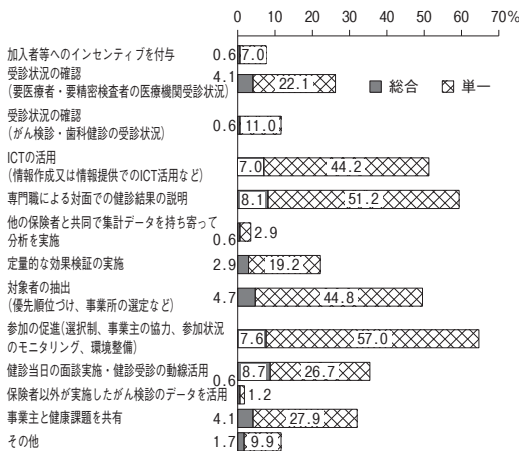 0 10 20 30 40 50 60 70%
■ 総合 単一
加入者等へのインセンティブを付与 0.6 7.0
受診状況の確認
(要医療者・要精密検査者の医療機関受診状況) 4.1 22.1
受診状況の確認
(がん検診・歯科健診の受診状況) 0.6 11.0
ICTの活用
(情報作成又は情報提供でのICT活用など) 7.0 44.2
専門職による対面での健診結果の説明 8.1 51.2
他の保険者と共同で集計データを持ち寄って
分析を実施 0.6 2.9
定量的な効果検証の実施 2.9 19.2
対象者の抽出
(優先順位づけ、事業所の選定など) 4.7 44.8
参加の促進(選択制、事業主の協力、参加状況
のモニタリング、環境整備) 7.6 57.0
健診当日の面談実施・健診受診の動線活用 8.7 26.7
保険者以外が実施したがん検診のデータを活用 0.6 1.2
事業主と健康課題を共有 4.1 27.9
その他 1.7 9.9